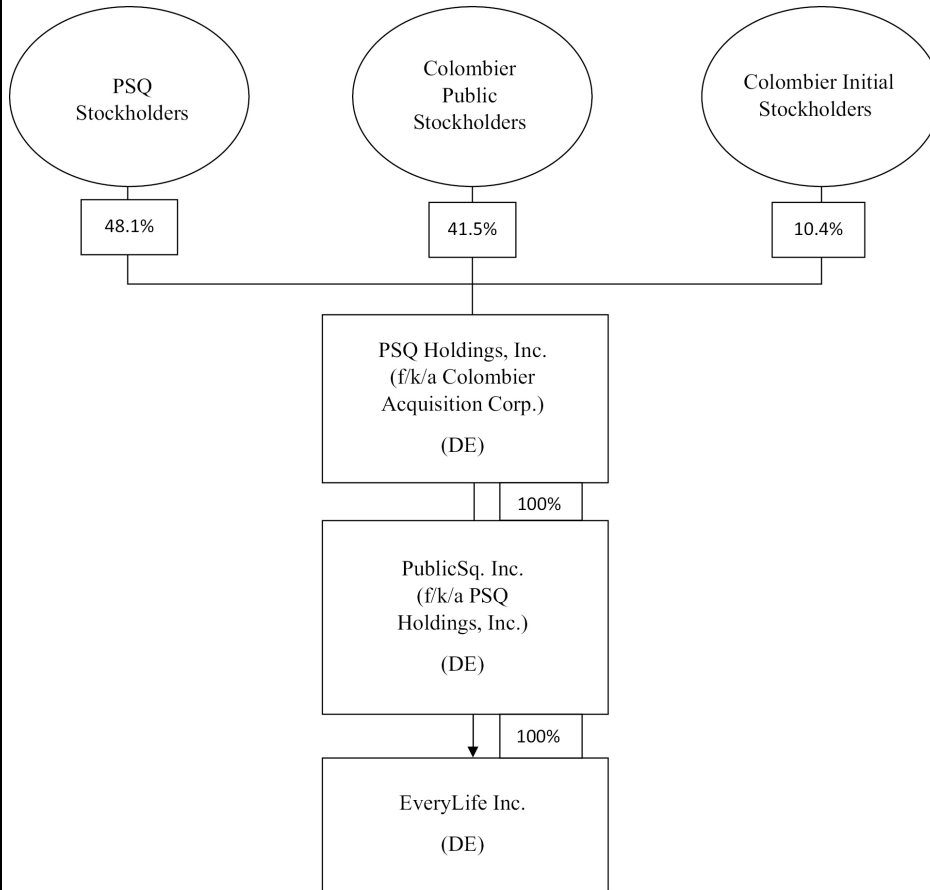 PSQ
Stockholders
Colombier
Public
Stockholders
Colombier Initial
Stockholders
48.1%
41.5%
10.4%
PSQ Holdings, Inc.
(f/k/a Colombier
Acquisition Corp.)
(DE)
100%
PublicSq. Inc.
(f/k/a PSQ
Holdings, Inc.)
(DE)
100%
EveryLife Inc.
(DE)